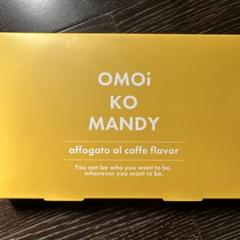 OMOi
KO
MANDY
affogato al caffe flavor
You can be who you want to be,
whenever you want to be.